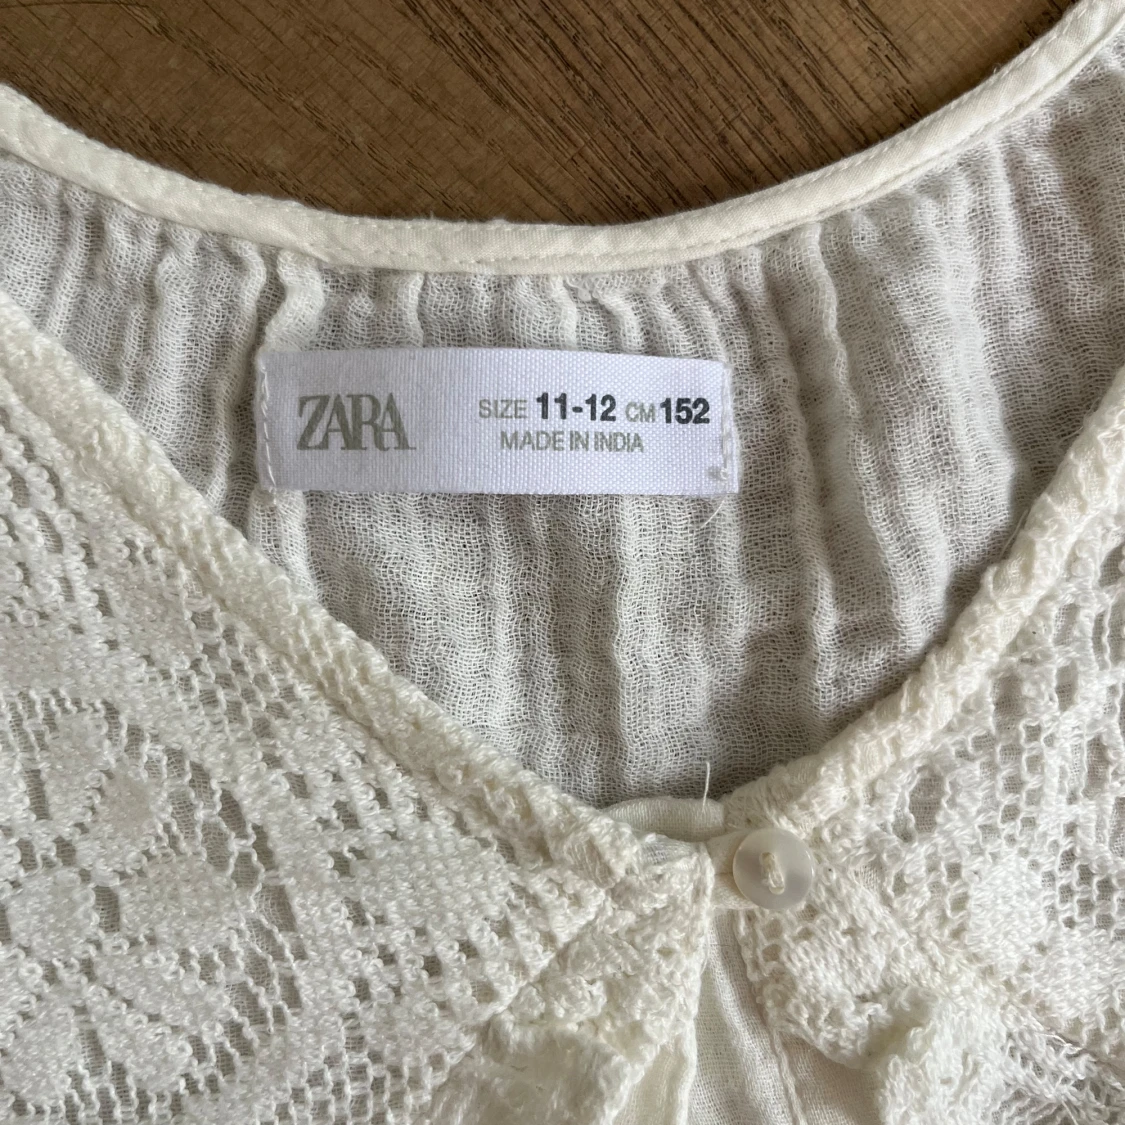 ZARA
SIZE 11-12 CM 152
MADE IN INDIA